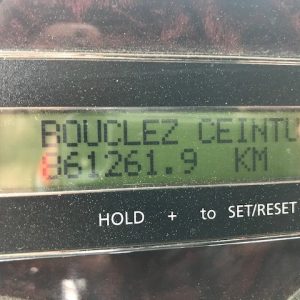 BOUCLEZ CEINTU
861261.9 KM
HOLD + to SET/RESET